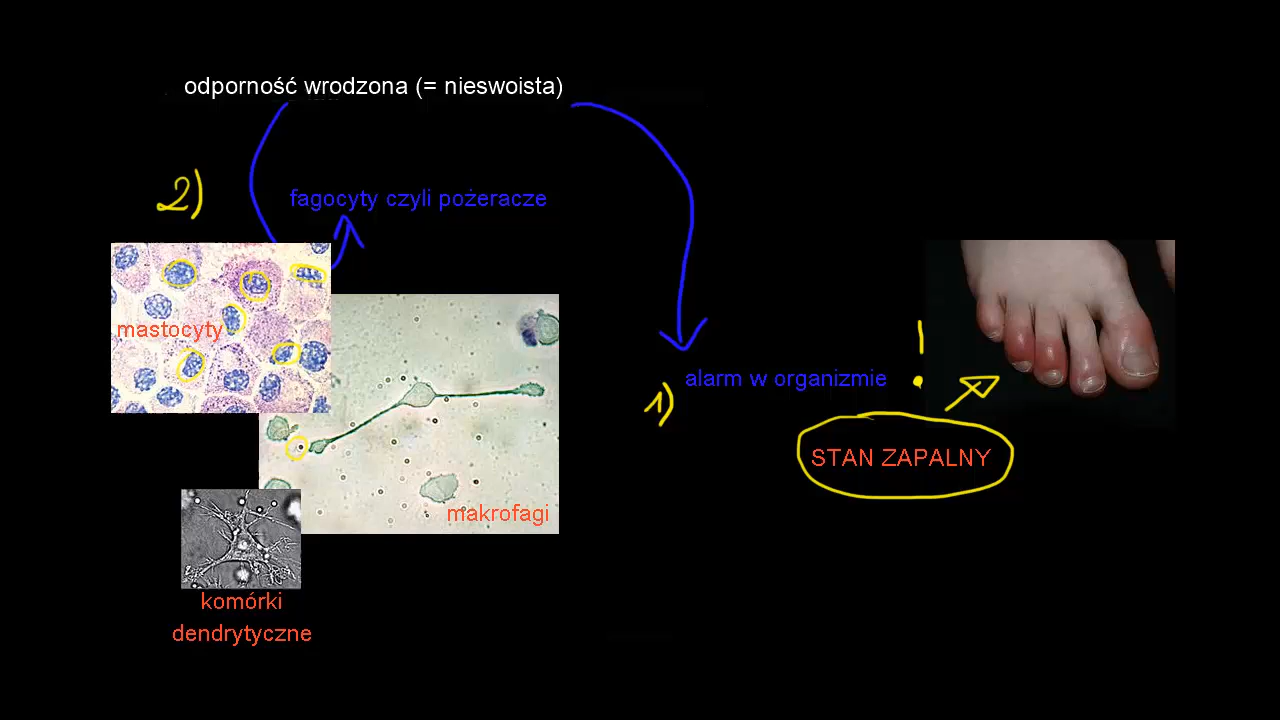 odporność wrodzona (= nieswoista)
2)
fagocyty czyli pożeracze
mastocyty
makrofagi
komórki
dendrytyczne
1)
alarm w organizmie !
STAN ZAPALNY